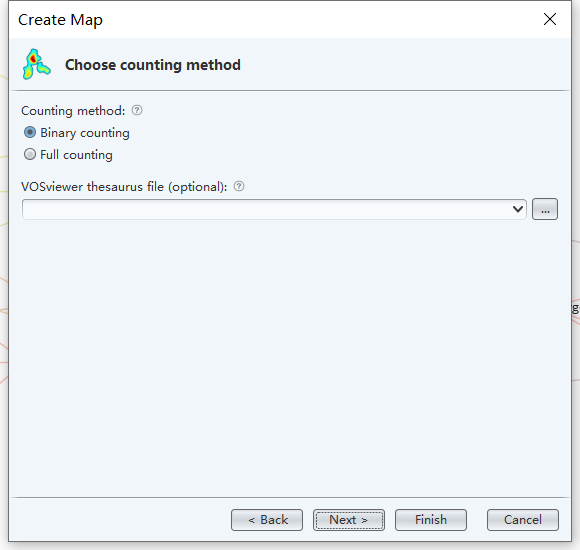 Create Map
Choose counting method
Counting method:
Binary counting
Full counting
VOSviewer thesaurus file (optional):
...
< Back Next > Finish Cancel